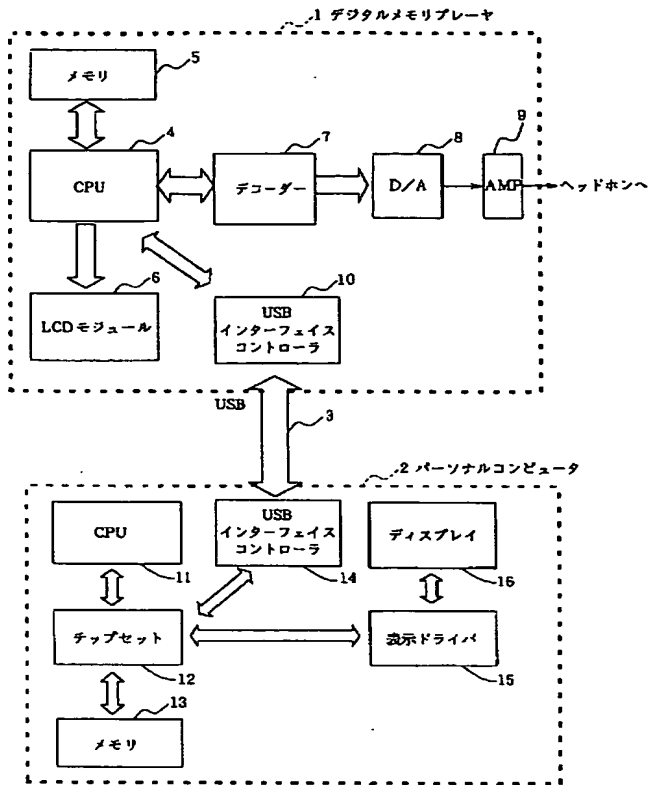 1 デジタルメモリプレーヤ
5
メモリ
4
CPU
7
デコーダー
8
D/A
9
AMP
ヘッドホンへ
6
LCDモジュール
10
USB
インターフェイス
コントローラ
USB
3
2 パーソナルコンピュータ
CPU
11
USB
インターフェイス
コントローラ
14
ディスプレイ
16
チップセット
12
表示ドライバ
15
13
メモリ